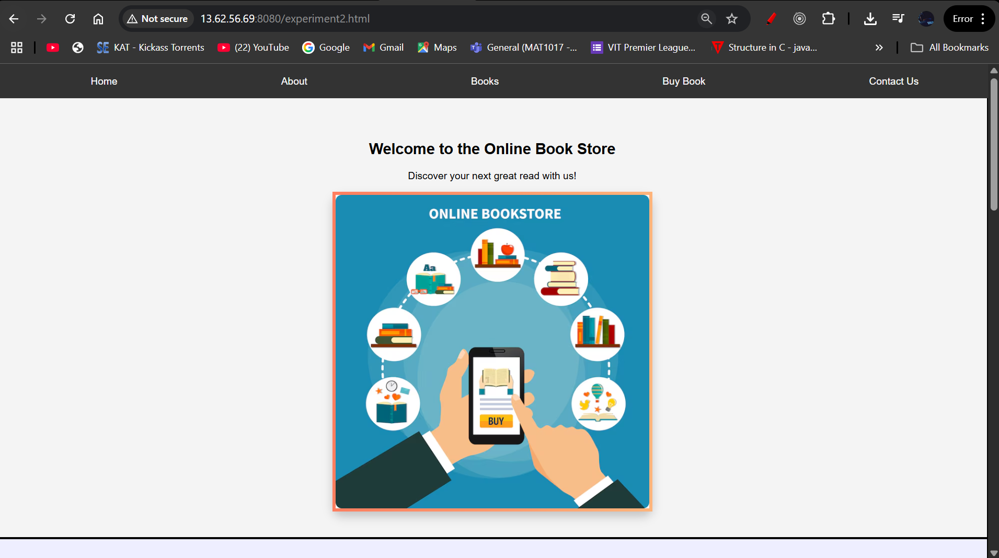 Not secure 13.62.56.69:8080/experiment2.html Error
KAT - Kickass Torrents (22) YouTube Google Gmail Maps General (MAT1017 -... VIT Premier League... Structure in C - java... All Bookmarks
Home About Books Buy Book Contact Us
Welcome to the Online Book Store
Discover your next great read with us!
ONLINE BOOKSTORE
Aa
BUY